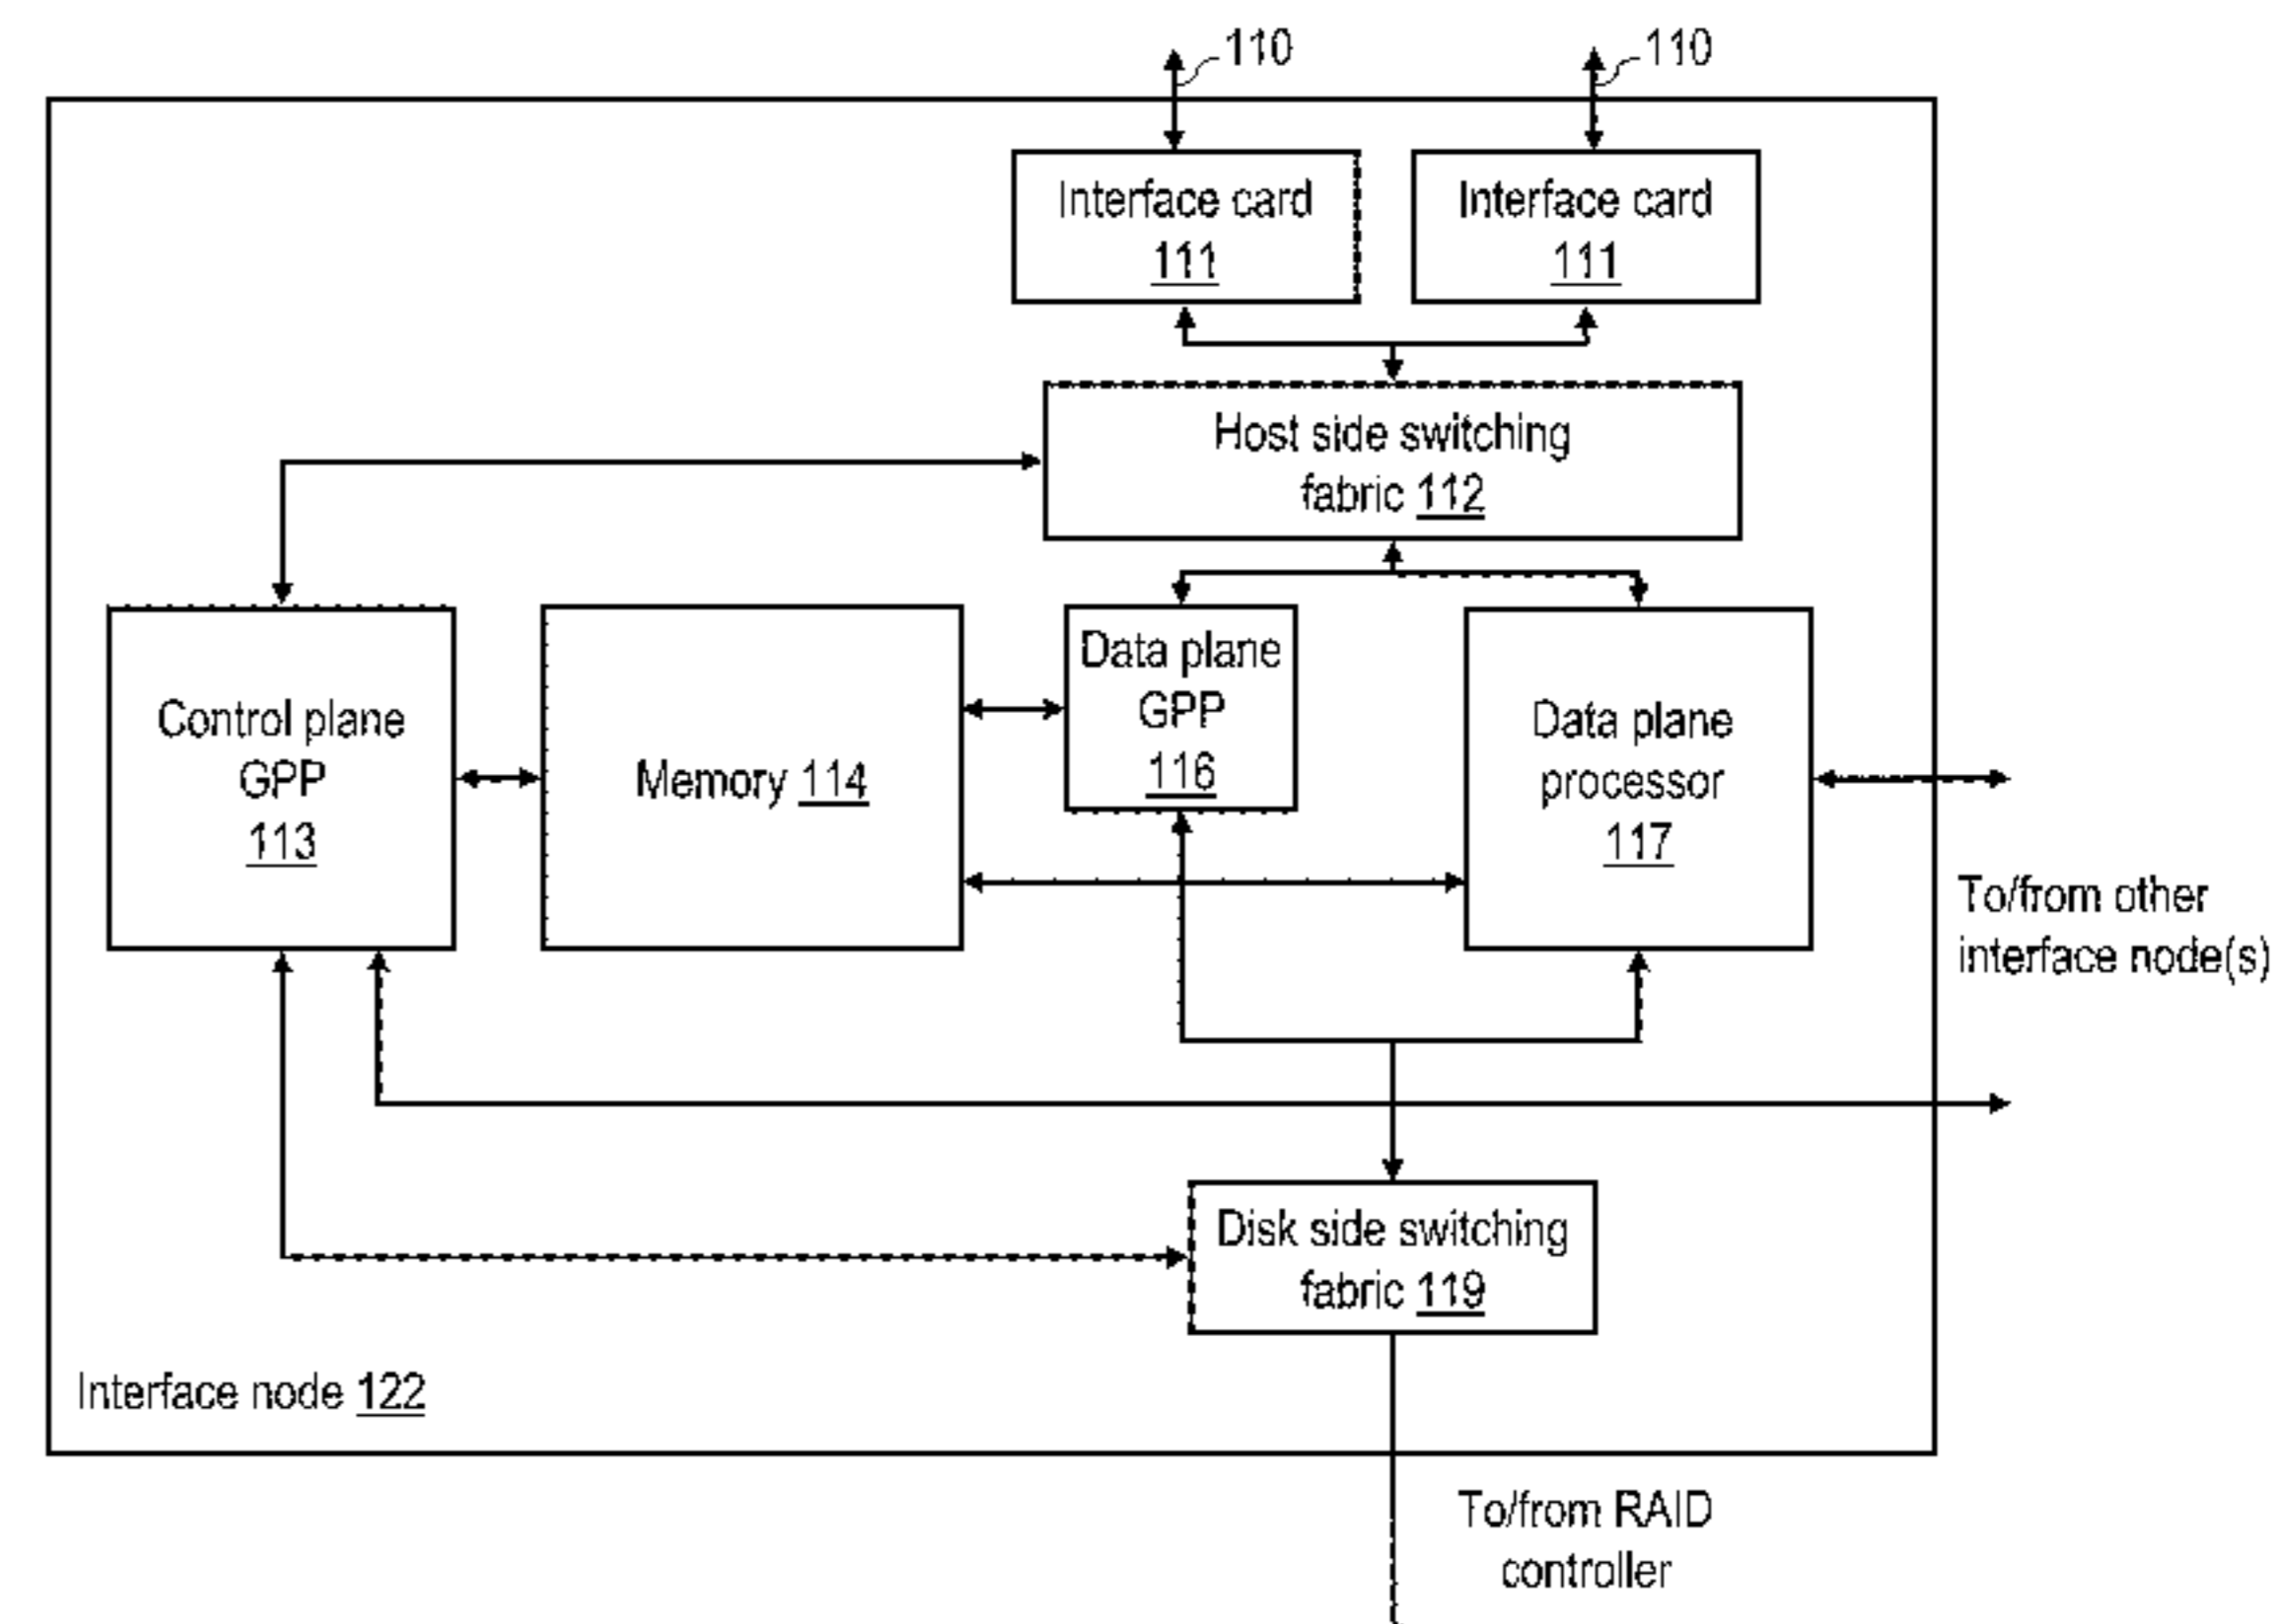 110
110
Interface card
111
Interface card
111
Host side switching
fabric 112
Control plane
GPP
113
Memory 114
Data plane
GPP
116
Data plane
processor
117
To/from other
interface node(s)
Disk side switching
fabric 119
Interface node 122
To/from RAID
controller